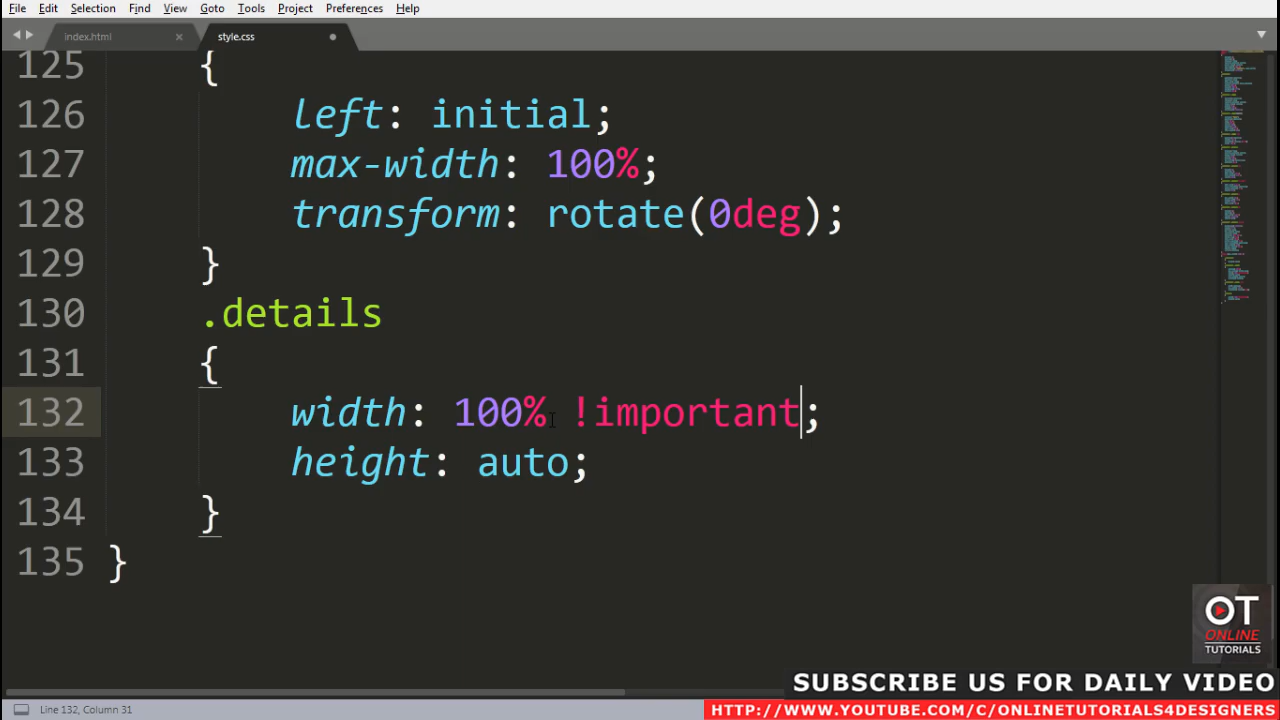 File Edit Selection Find View Goto Tools Project Preferences Help
index.html style.css
125 {
126 left: initial;
127 max-width: 100%;
128 transform: rotate(0deg);
129 }
130 .details
131 {
132 width: 100% !important;
133 height: auto;
134 }
135 }
OT
ONLINE
TUTORIALS
SUBSCRIBE US FOR DAILY VIDEO
HTTP://WWW.YOUTUBE.COM/C/ONLINETUTORIALS4DESIGNERS
Line 132, Column 31